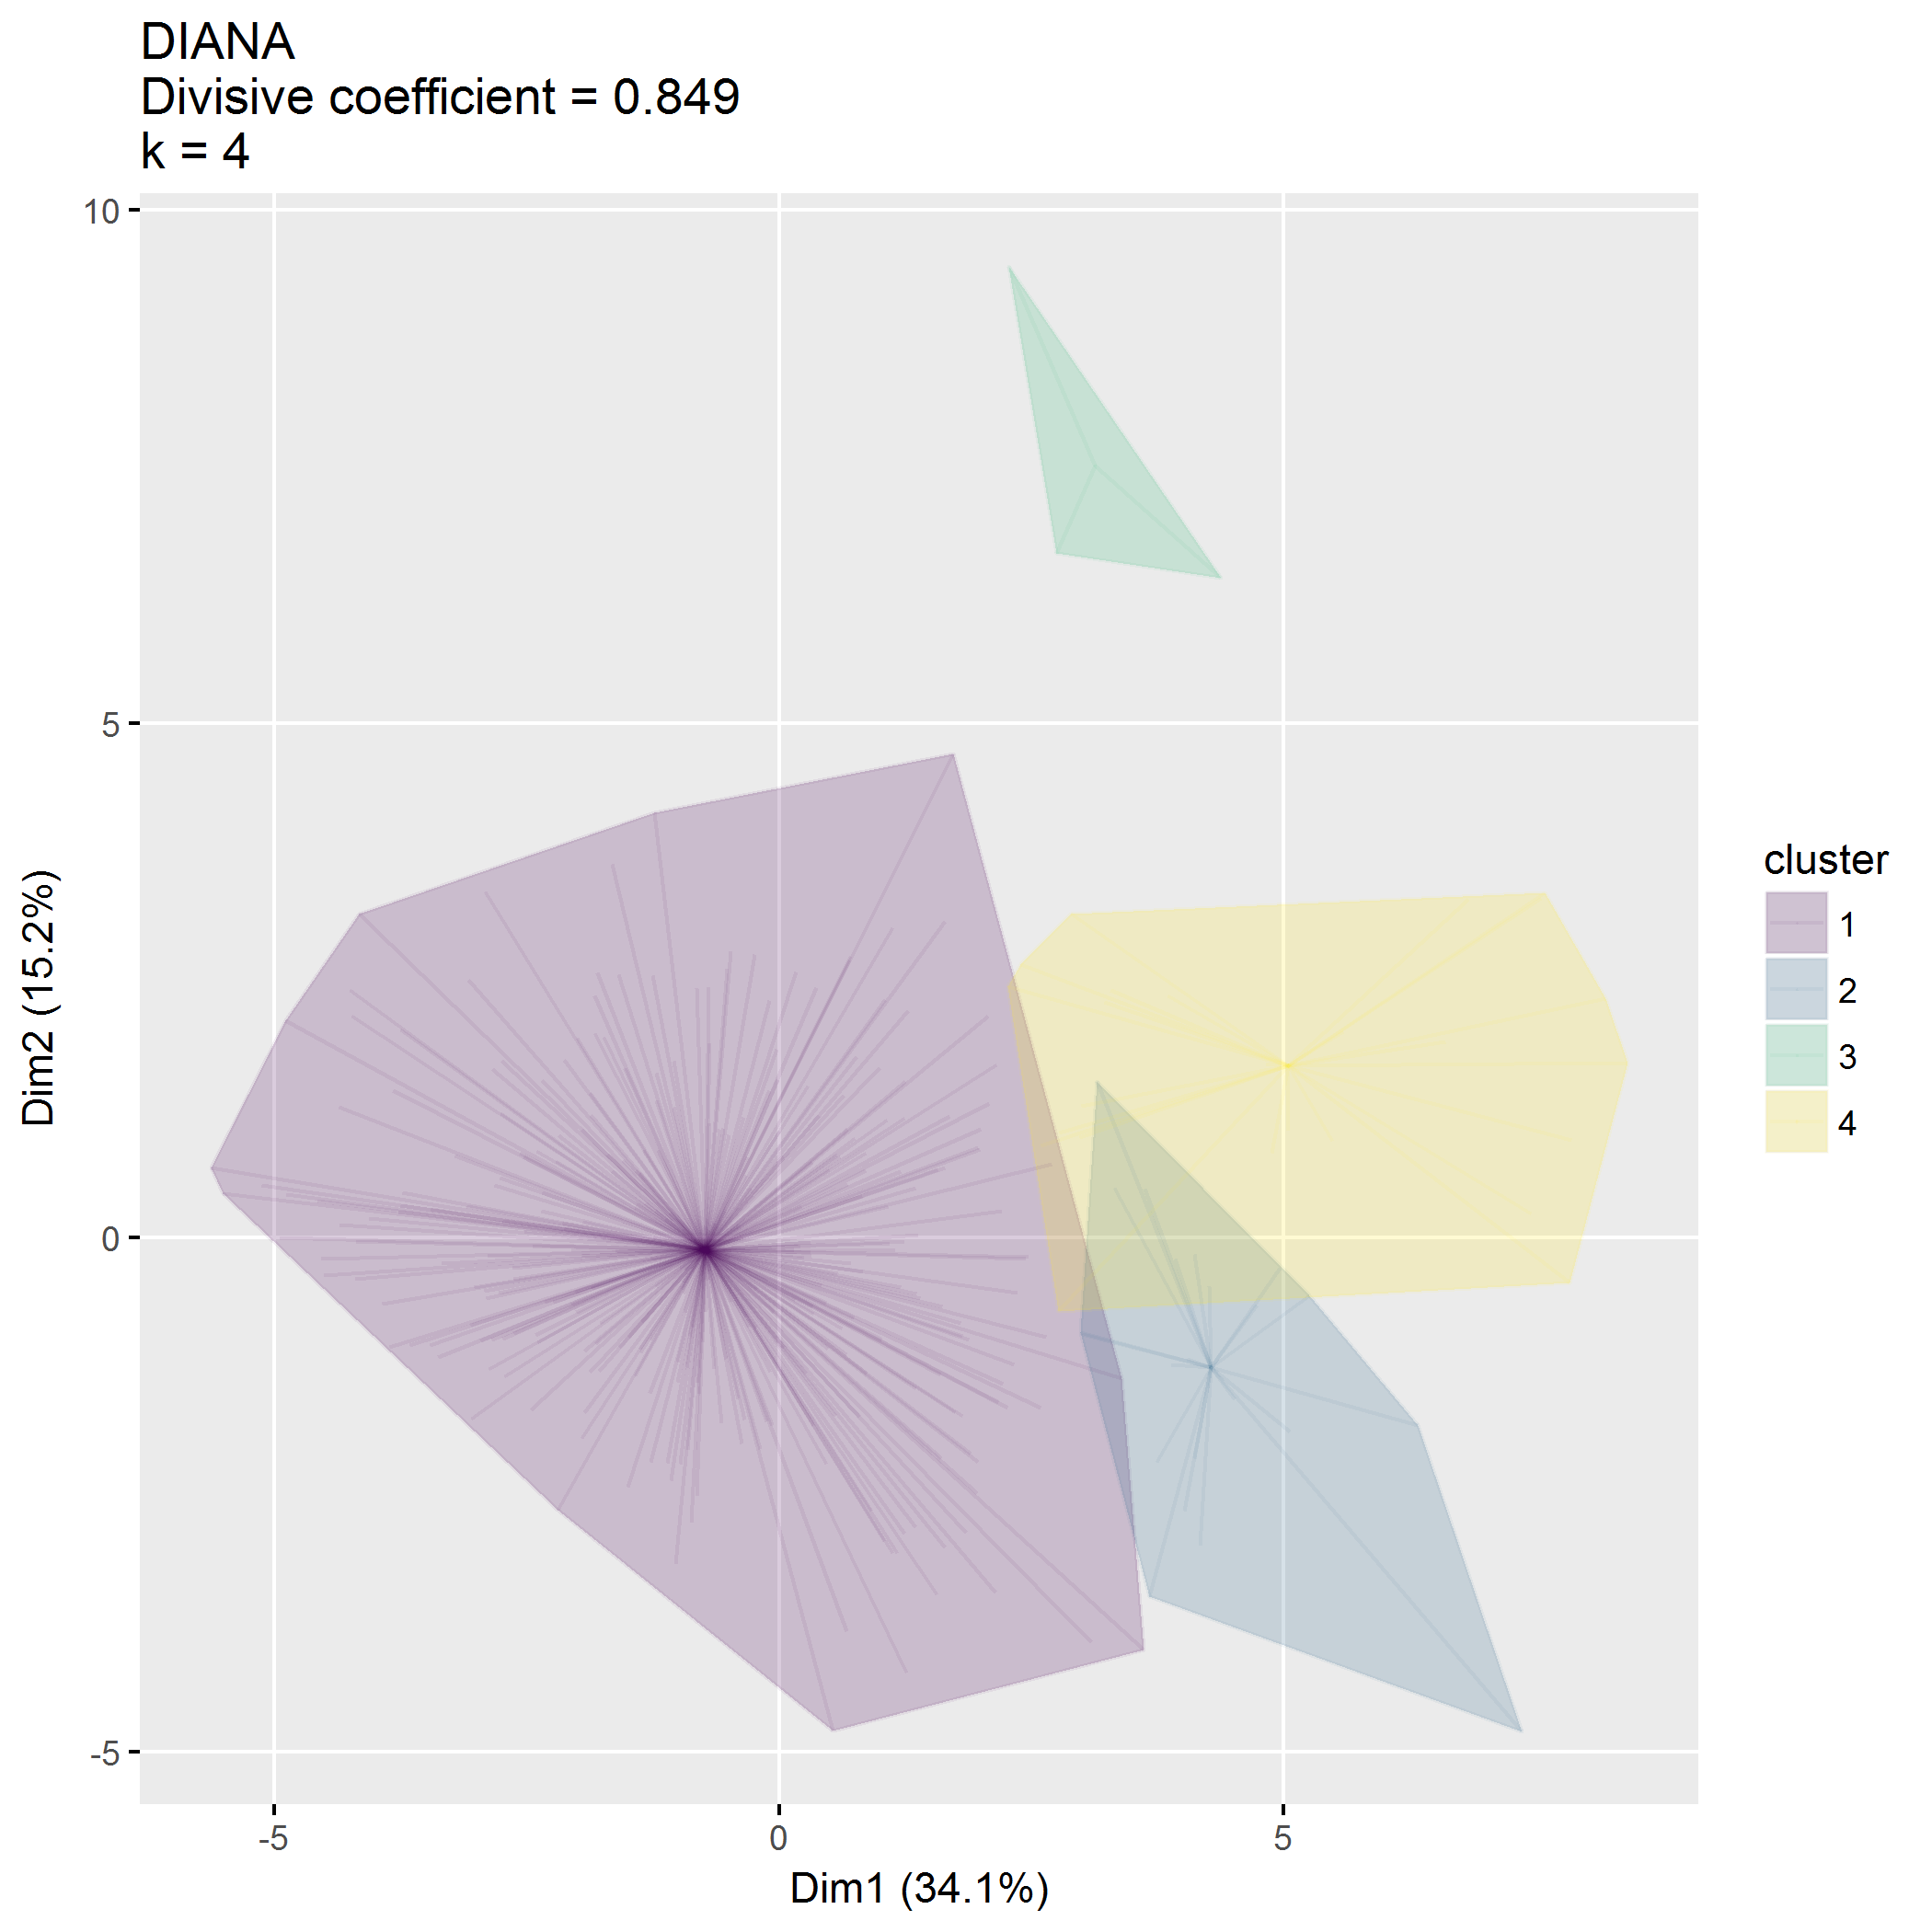 DIANA
Divisive coefficient = 0.849
k = 4
10
5
0
-5
Dim2 (15.2%)
-5
0
5
Dim1 (34.1%)
cluster
1
2
3
4